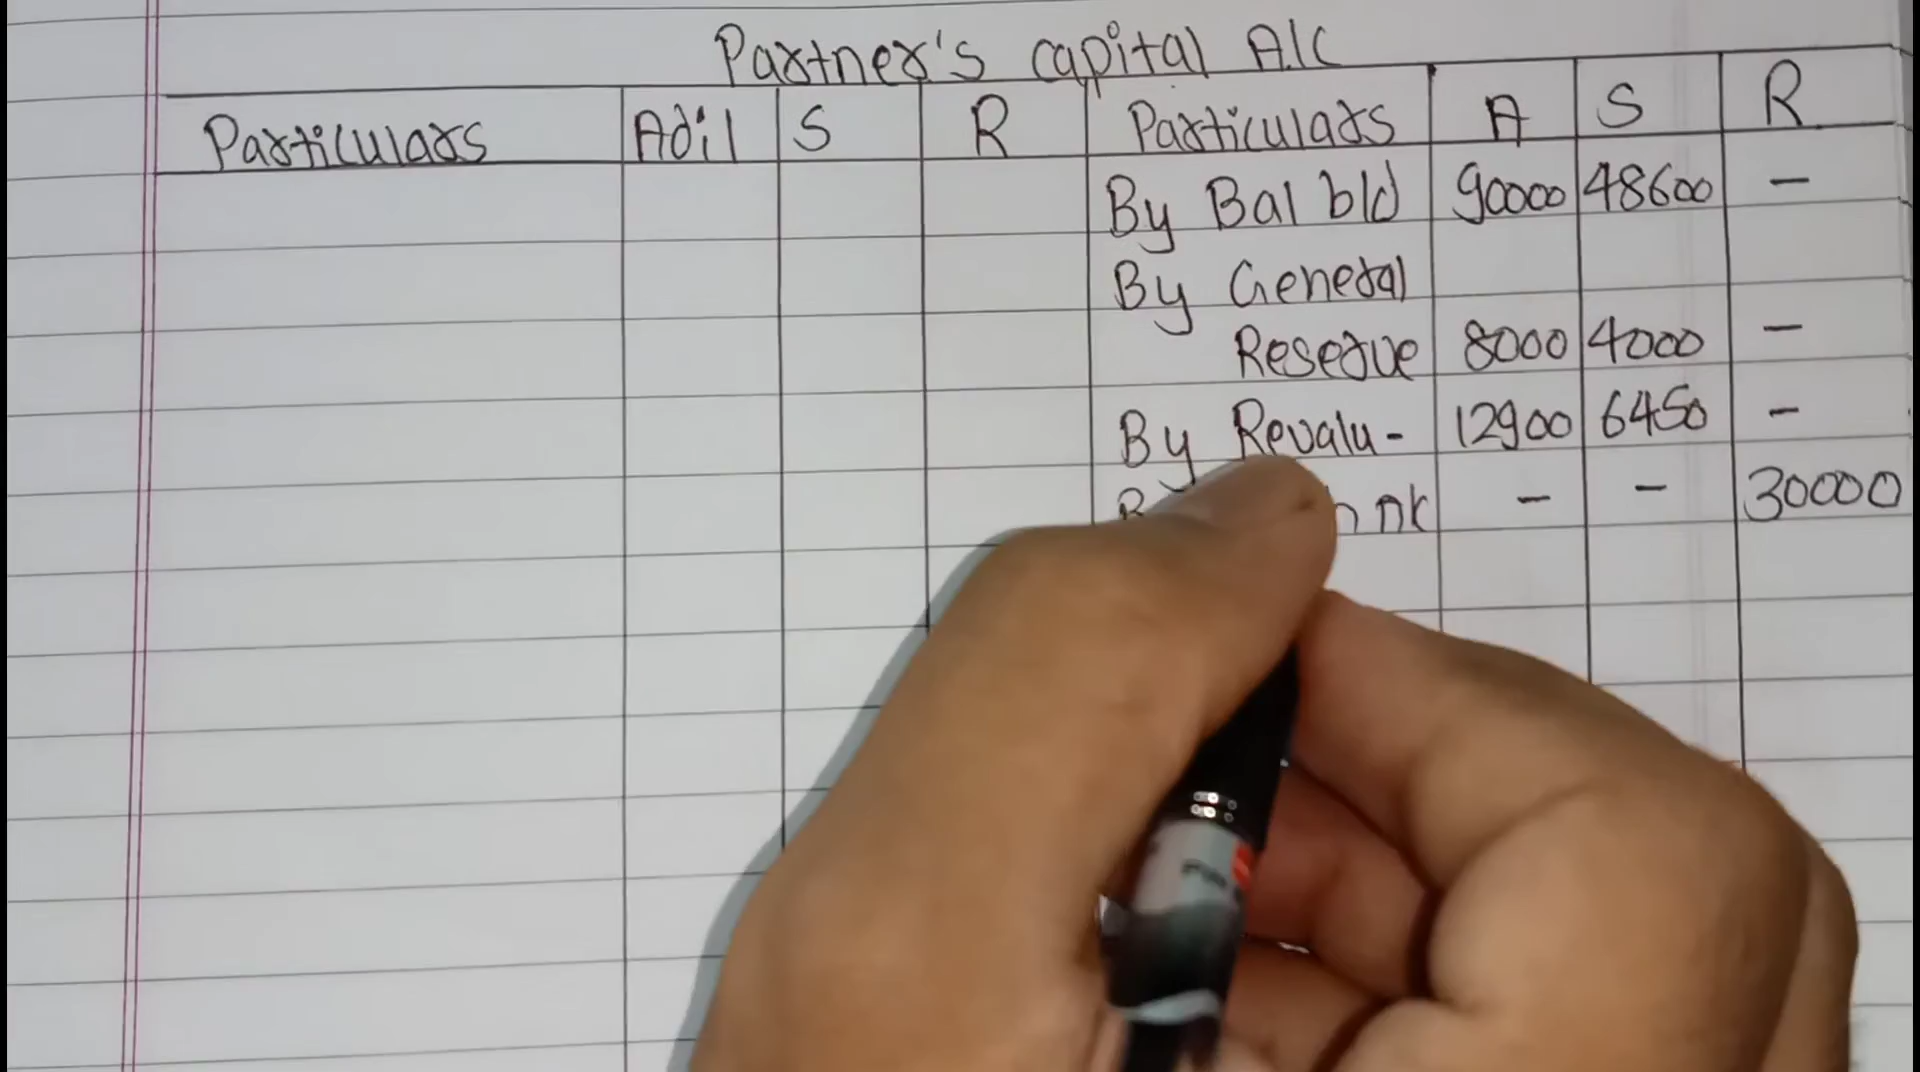 Partner's capital A/C
Particulars Adil S R Particulars A S R
By Bal b/d 90000 48600 -
By General
Reserve 8000 4000 -
By Revalu- 12900 6450 -
- - 30000